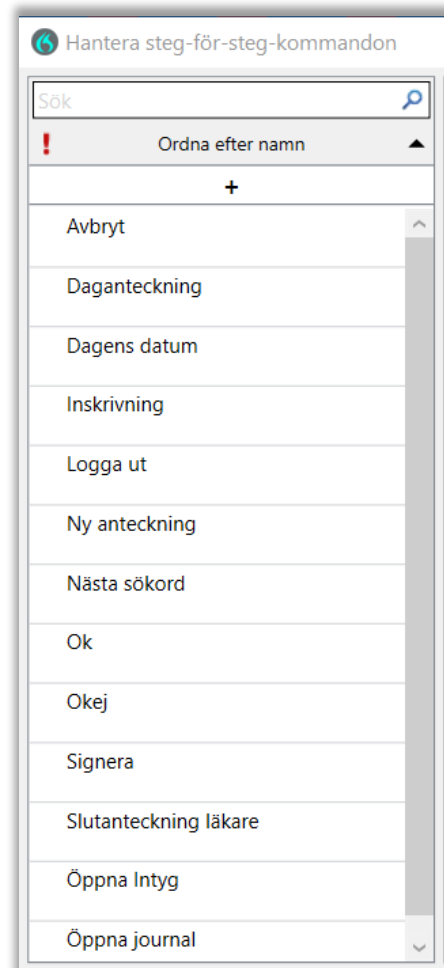 Hantera steg-för-steg-kommandon
Sök
! Ordna efter namn
+
Avbryt
Daganteckning
Dagens datum
Inskrivning
Logga ut
Ny anteckning
Nästa sökord
Ok
Okej
Signera
Slutanteckning läkare
Öppna Intyg
Öppna journal